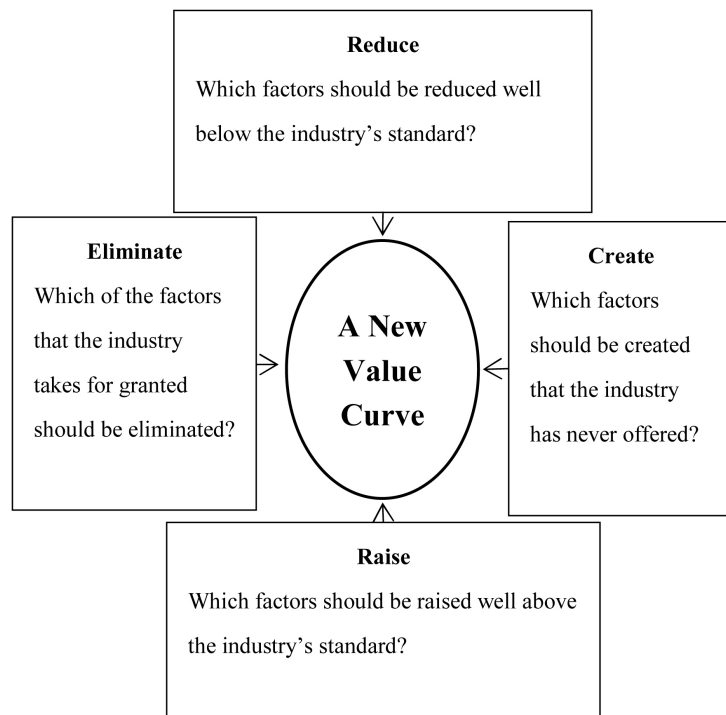 Reduce
Which factors should be reduced well
below the industry’s standard?
Eliminate
Which of the factors
that the industry
takes for granted
should be eliminated?
A New
Value
Curve
Create
Which factors
should be created
that the industry
has never offered?
Raise
Which factors should be raised well above
the industry’s standard?